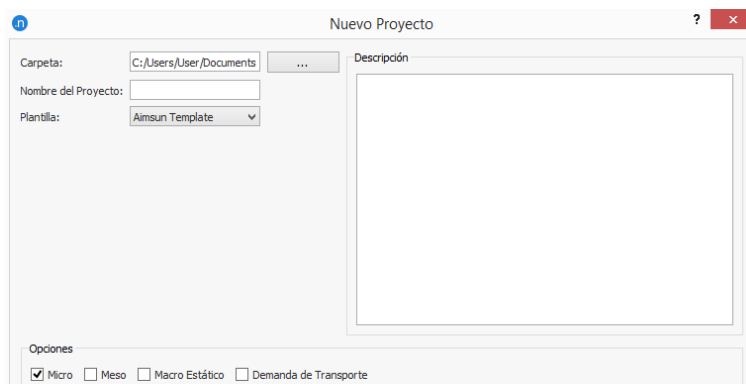 .n
Nuevo Proyecto
?
Carpeta: C:/Users/User/Documents ...
Nombre del Proyecto:
Plantilla: Aimsun Template
Descripción
Opciones
Micro Meso Macro Estático Demanda de Transporte